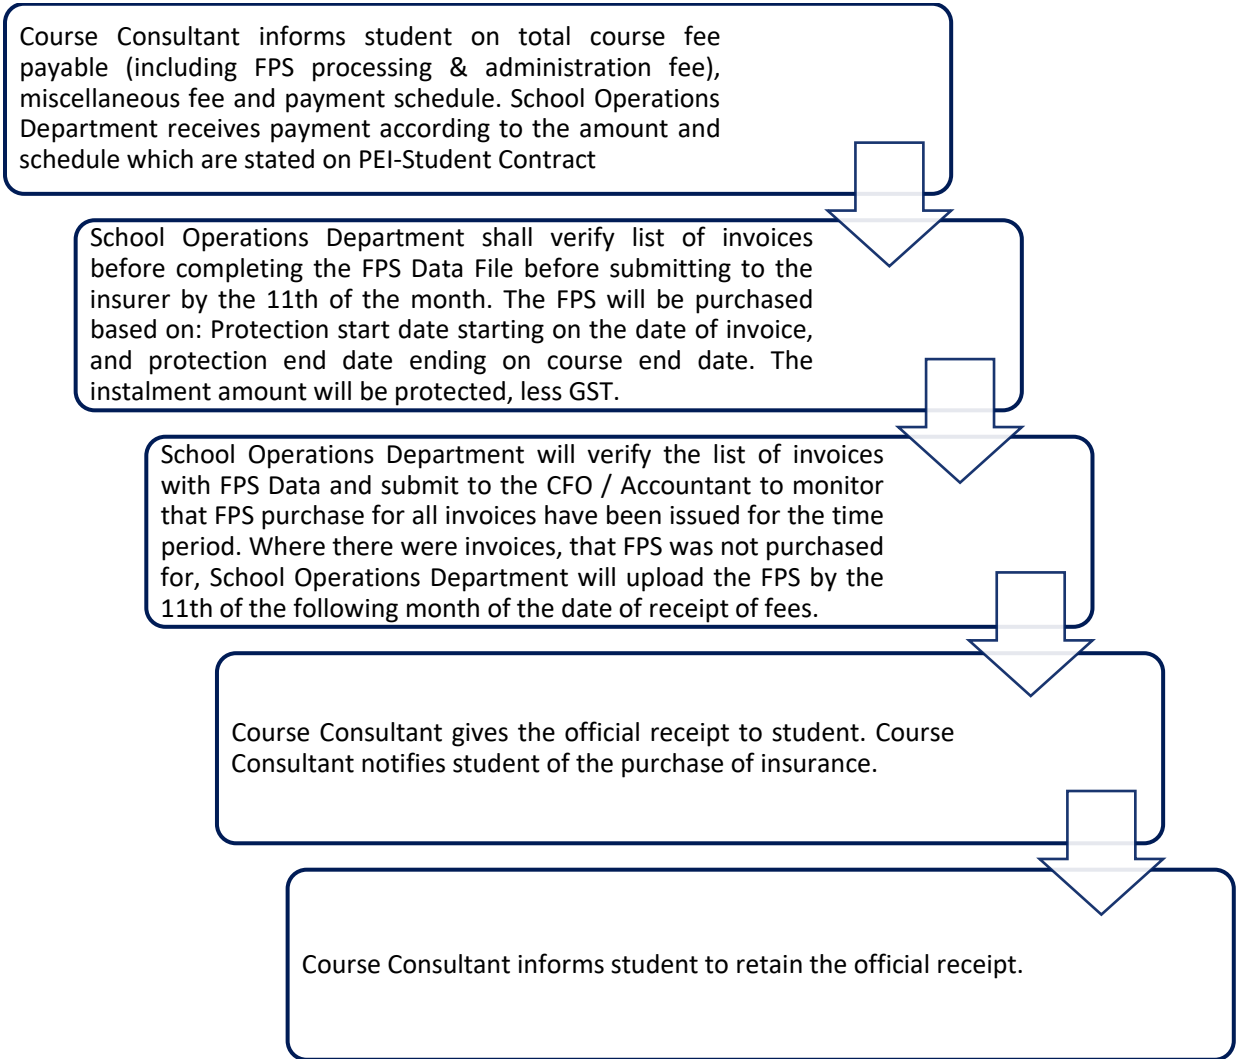 Course Consultant informs student on total course fee
payable (including FPS processing & administration fee),
miscellaneous fee and payment schedule. School Operations
Department receives payment according to the amount and
schedule which are stated on PEI-Student Contract
School Operations Department shall verify list of invoices
before completing the FPS Data File before submitting to the
insurer by the 11th of the month. The FPS will be purchased
based on: Protection start date starting on the date of invoice,
and protection end date ending on course end date. The
instalment amount will be protected, less GST.
School Operations Department will verify the list of invoices
with FPS Data and submit to the CFO / Accountant to monitor
that FPS purchase for all invoices have been issued for the time
period. Where there were invoices, that FPS was not purchased
for, School Operations Department will upload the FPS by the
11th of the following month of the date of receipt of fees.
Course Consultant gives the official receipt to student. Course
Consultant notifies student of the purchase of insurance.
Course Consultant informs student to retain the official receipt.